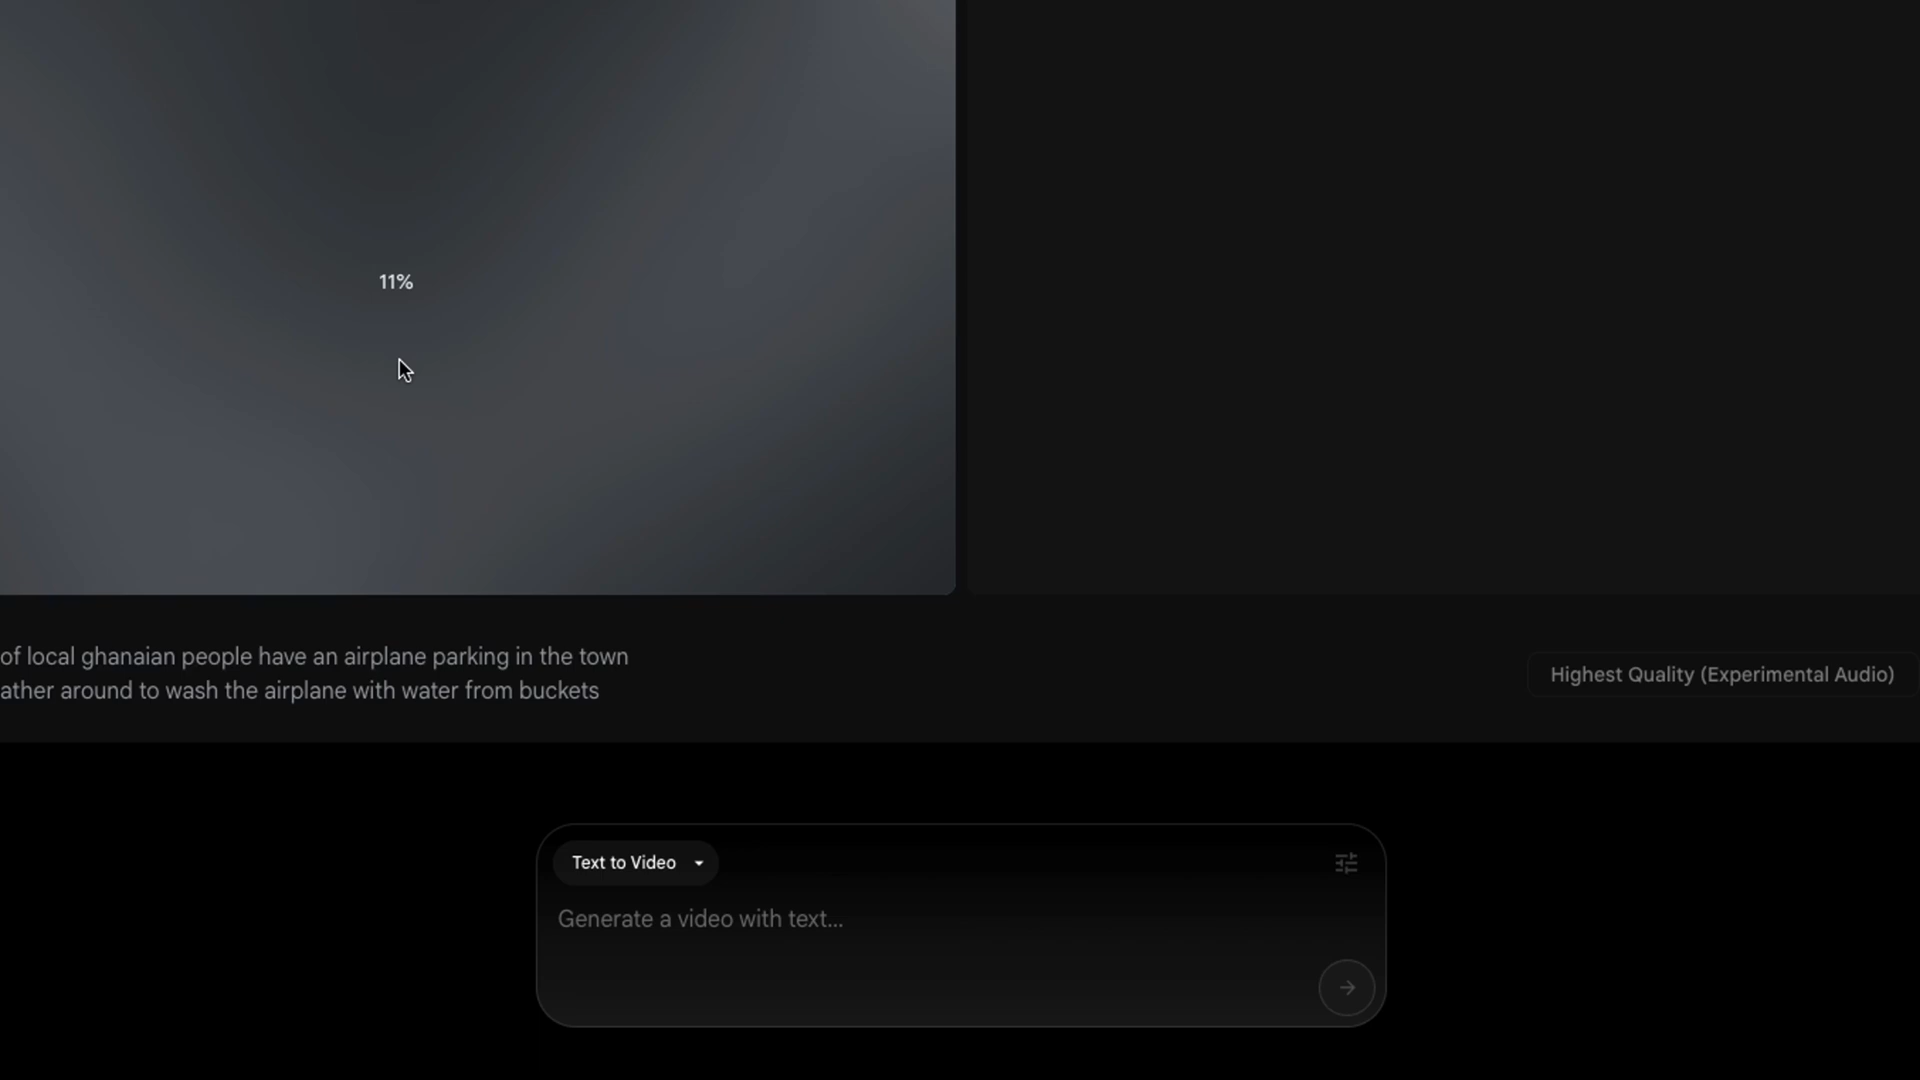 11%
of local ghanaian people have an airplane parking in the town
ather around to wash the airplane with water from buckets
Highest Quality (Experimental Audio)
Text to Video
Generate a video with text...